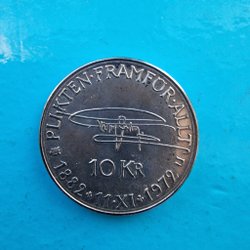 PLIKTEN·FRAMFÖR·ALLT
10 KR
1882·11·XI·1972